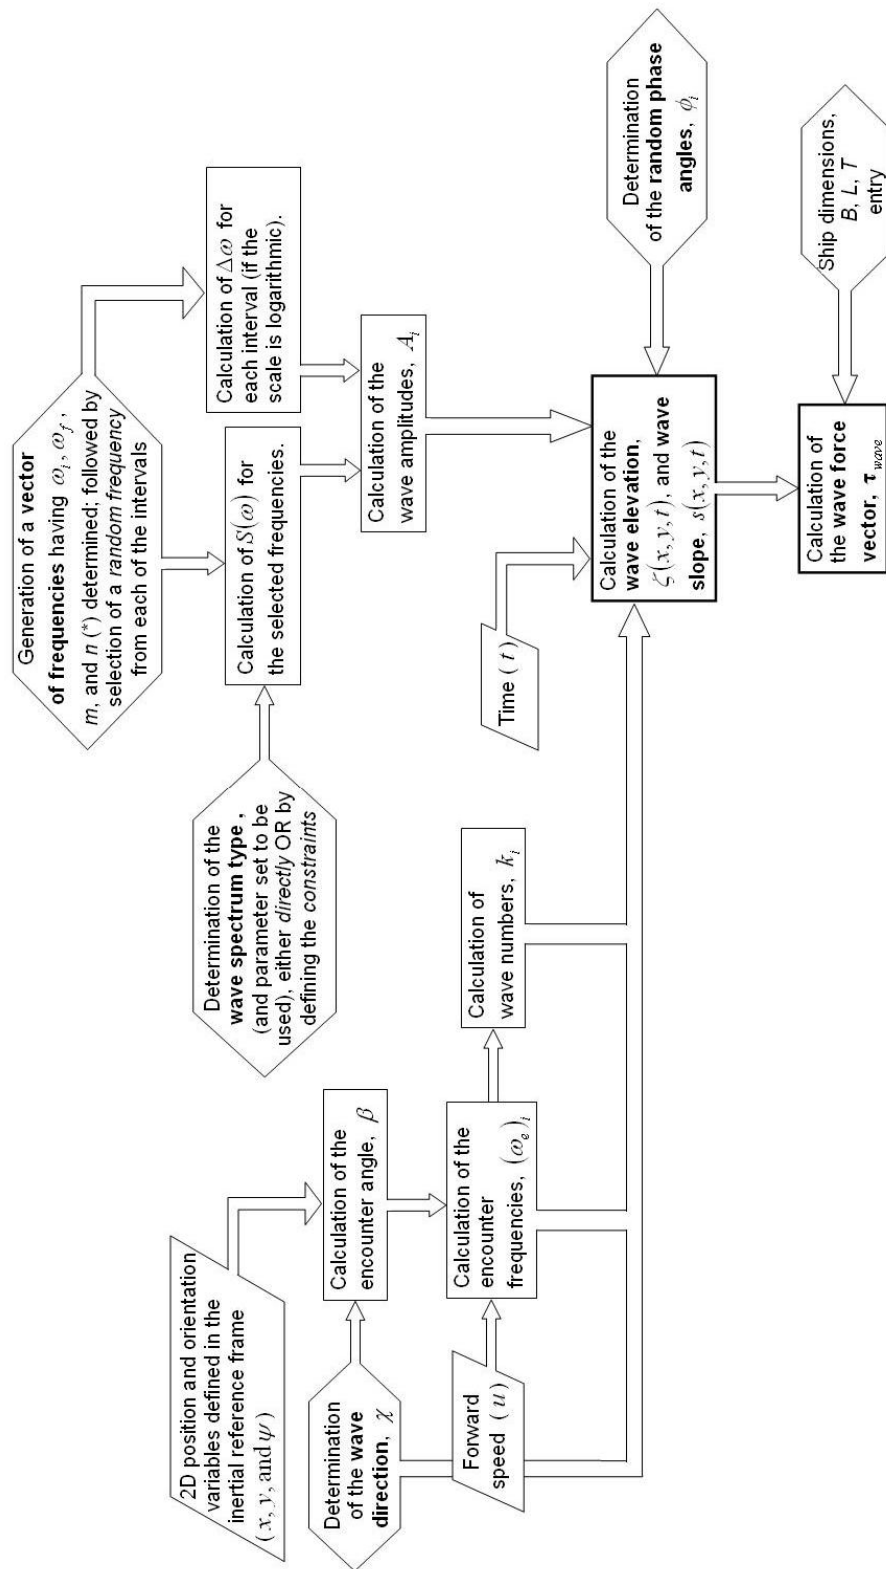 2D position and orientation
variables defined in the
inertial reference frame
(x, y, and ψ)
Determination
of the wave
direction, χ
Calculation of the
encounter angle, β
Forward
speed (u)
Calculation of the
encounter
frequencies, (ω_e)_i
Calculation of
wave numbers, k_i
Determination of the
wave spectrum type ,
(and parameter set to be
used), either directly OR by
defining the constraints
Generation of a vector
of frequencies having ω_i, ω_f ,
m, and n (*) determined; followed by
selection of a random frequency
from each of the intervals
Calculation of S(ω) for
the selected frequencies.
Calculation of Δω for
each interval (if the
scale is logarithmic).
Calculation of the
wave amplitudes, A_i
Time (t)
Calculation of the
wave elevation,
ζ(x, y, t), and wave
slope, s(x, y, t)
Determination
of the random phase
angles, ϕ_i
Calculation of
the wave force
vector, τ_wave
Ship dimensions,
B, L, T
entry